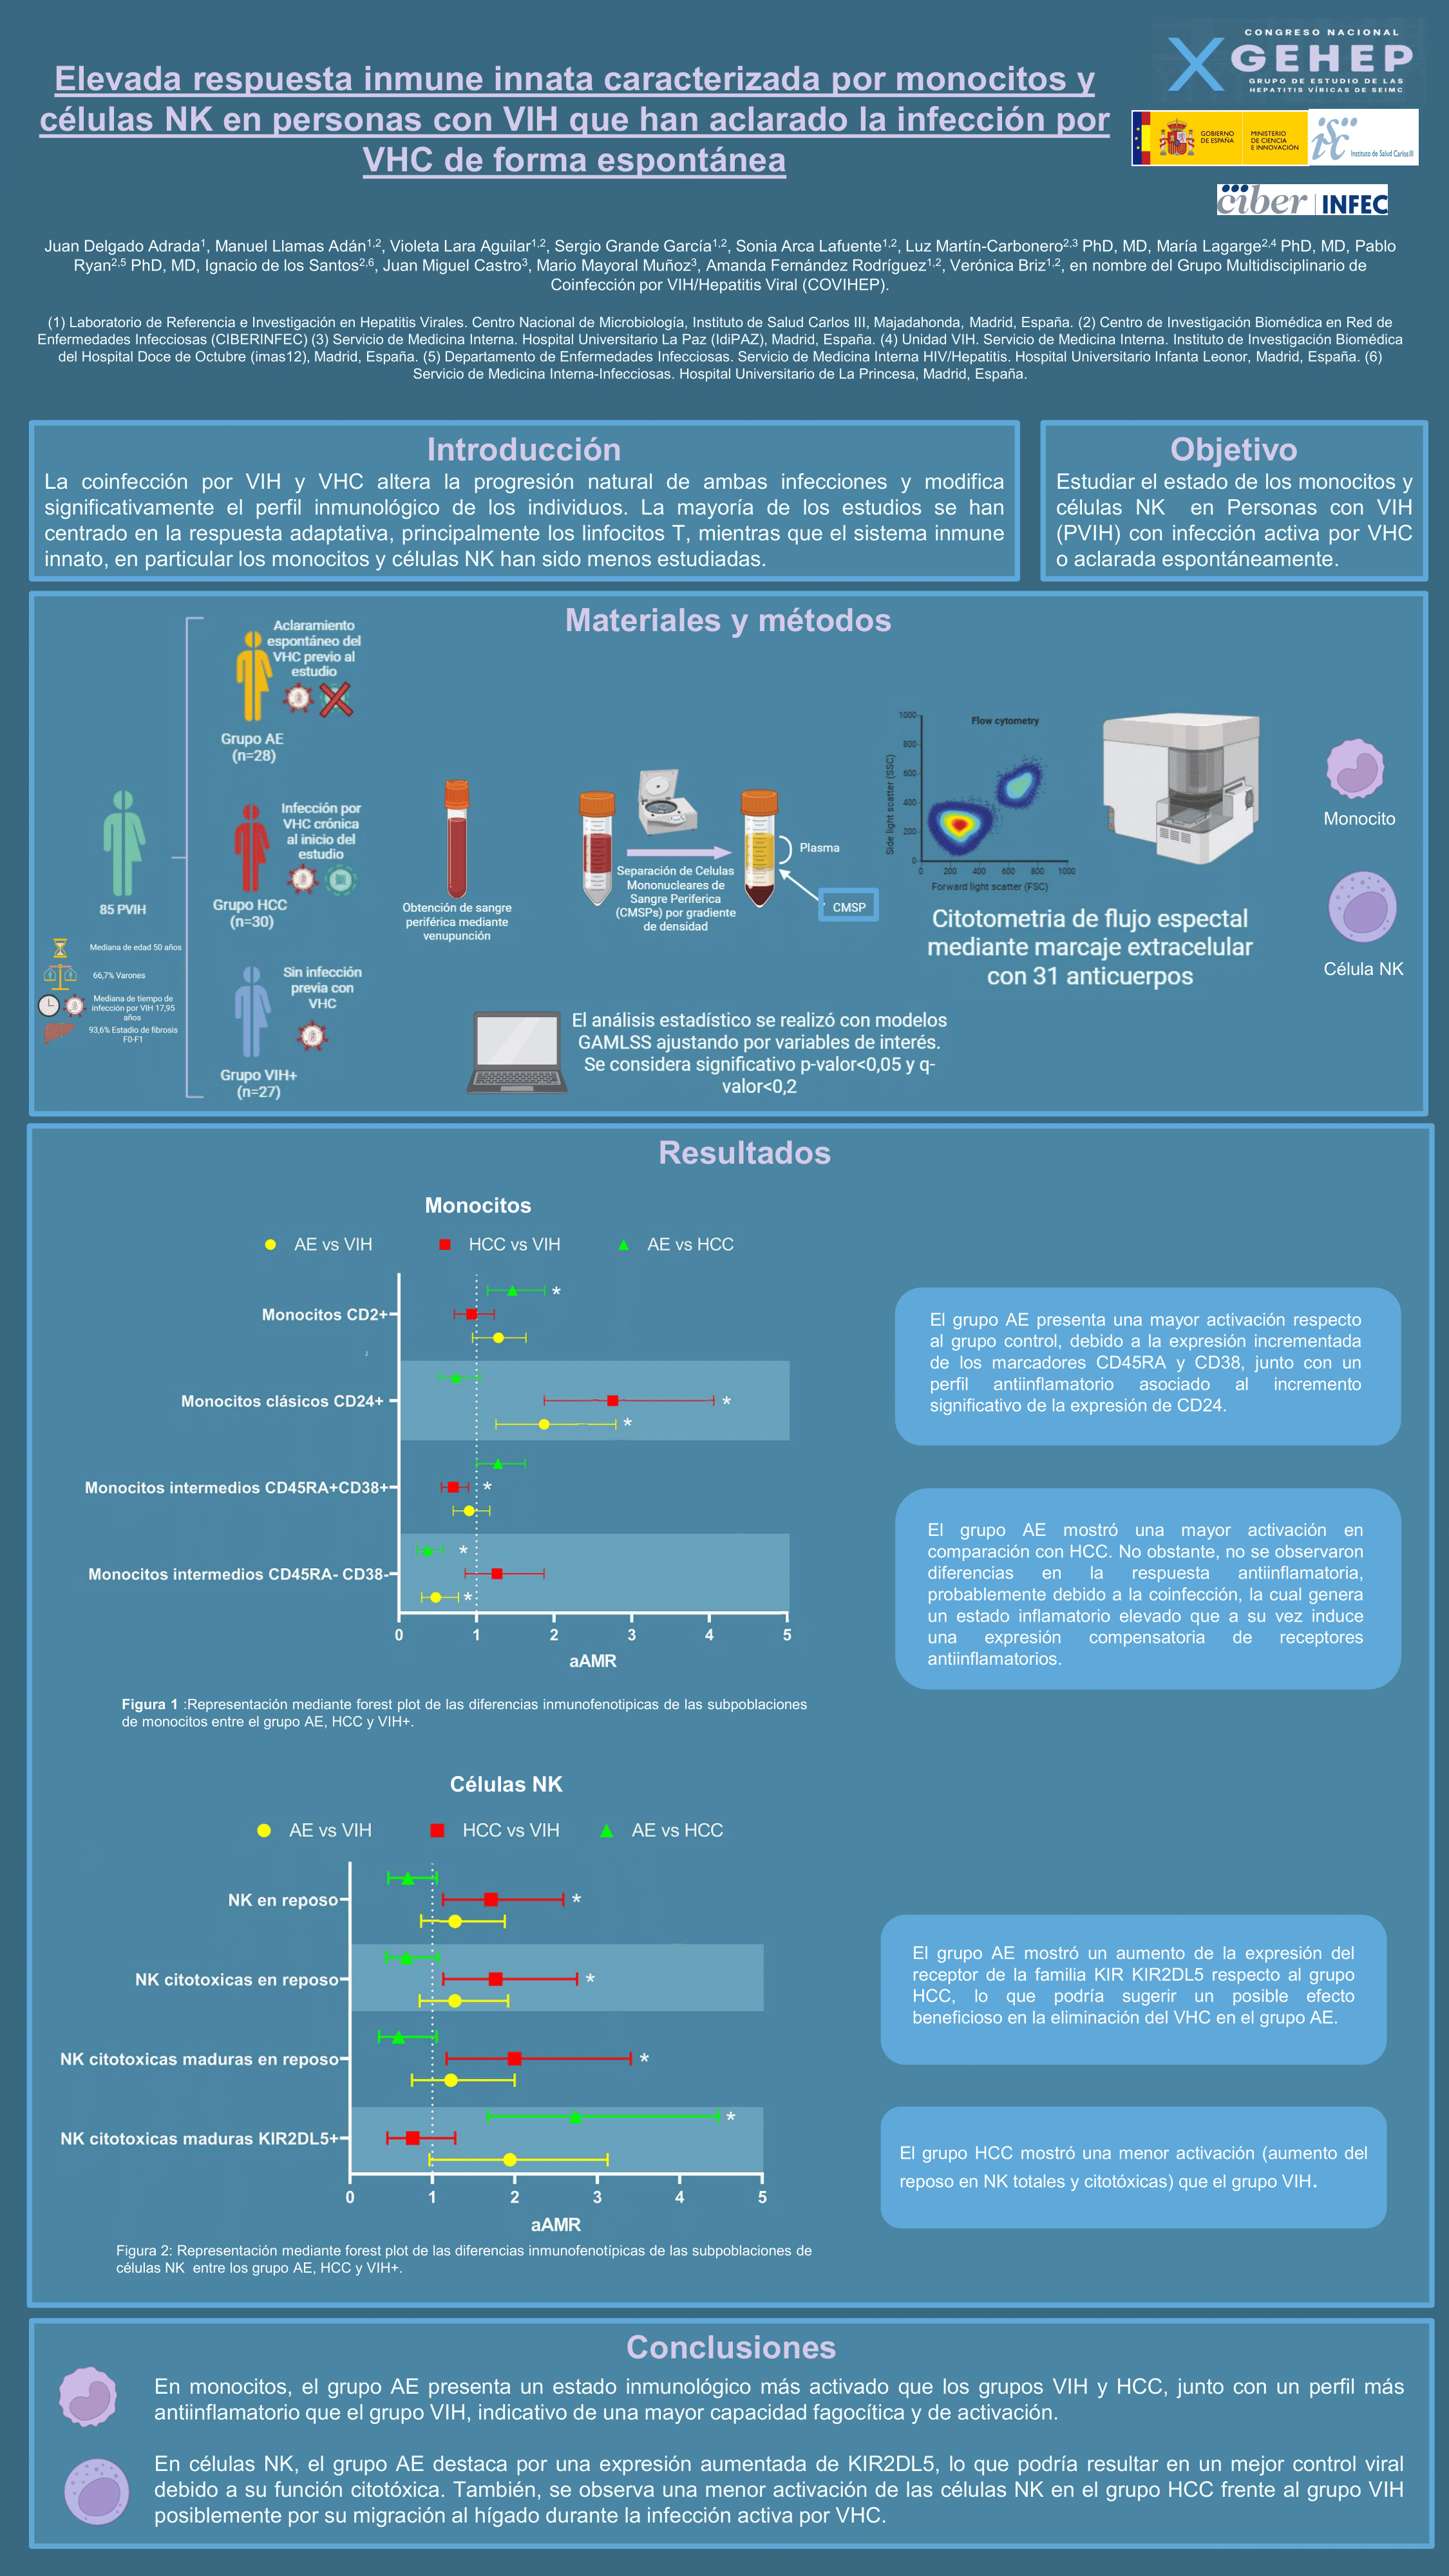 CONGRESO NACIONAL
X GEHEP
GRUPO DE ESTUDIO DE LAS
HEPATITIS VÍRICAS DE SEIMC
Elevada respuesta inmune innata caracterizada por monocitos y
células NK en personas con VIH que han aclarado la infección por
VHC de forma espontánea
GOBIERNO
DE ESPAÑA
MINISTERIO
DE CIENCIA
E INNOVACIÓN
isc
Instituto de Salud Carlos III
ciber | INFEC
Juan Delgado Adrada1, Manuel Llamas Adán1,2, Violeta Lara Aguilar1,2, Sergio Grande García1,2, Sonia Arca Lafuente1,2, Luz Martín-Carbonero2,3 PhD, MD, María Lagarge2,4 PhD, MD, Pablo
Ryan2,5 PhD, MD, Ignacio de los Santos2,6, Juan Miguel Castro3, Mario Mayoral Muñoz3, Amanda Fernández Rodríguez1,2, Verónica Briz1,2, en nombre del Grupo Multidisciplinario de
Coinfección por VIH/Hepatitis Viral (COVIHEP).
(1) Laboratorio de Referencia e Investigación en Hepatitis Virales. Centro Nacional de Microbiología, Instituto de Salud Carlos III, Majadahonda, Madrid, España. (2) Centro de Investigación Biomédica en Red de
Enfermedades Infecciosas (CIBERINFEC) (3) Servicio de Medicina Interna. Hospital Universitario La Paz (IdiPAZ), Madrid, España. (4) Unidad VIH. Servicio de Medicina Interna. Instituto de Investigación Biomédica
del Hospital Doce de Octubre (imas12), Madrid, España. (5) Departamento de Enfermedades Infecciosas. Servicio de Medicina Interna HIV/Hepatitis. Hospital Universitario Infanta Leonor, Madrid, España. (6)
Servicio de Medicina Interna-Infecciosas. Hospital Universitario de La Princesa, Madrid, España.
Introducción
La coinfección por VIH y VHC altera la progresión natural de ambas infecciones y modifica
significativamente el perfil inmunológico de los individuos. La mayoría de los estudios se han
centrado en la respuesta adaptativa, principalmente los linfocitos T, mientras que el sistema inmune
innato, en particular los monocitos y células NK han sido menos estudiadas.
Objetivo
Estudiar el estado de los monocitos y
células NK en Personas con VIH
(PVIH) con infección activa por VHC
o aclarada espontáneamente.
Materiales y métodos
85 PVIH
Mediana de edad 50 años
66,7% Varones
Mediana de tiempo de
infección por VIH 17,95
años
93,6% Estadio de fibrosis
F0-F1
Aclaramiento
espontáneo del
VHC previo al
estudio
Grupo AE
(n=28)
Infección por
VHC crónica
al inicio del
estudio
Grupo HCC
(n=30)
Sin infección
previa con
VHC
Grupo VIH+
(n=27)
Obtención de sangre
periférica mediante
venupunción
Separación de Celulas
Mononucleares de
Sangre Periferica
(CMSPs) por gradiente
de densidad
Plasma
CMSP
Flow cytometry
Side light scatter (SSC)
1000
800
600
400
200
0
0 200 400 600 800 1000
Forward light scatter (FSC)
Citotometria de flujo espectal
mediante marcaje extracelular
con 31 anticuerpos
Monocito
Célula NK
El análisis estadístico se realizó con modelos
GAMLSS ajustando por variables de interés.
Se considera significativo p-valor<0,05 y q-
valor<0,2
Resultados
Monocitos
AE vs VIH HCC vs VIH AE vs HCC
Monocitos CD2+ *
Monocitos clásicos CD24+ * *
Monocitos intermedios CD45RA+CD38+ *
Monocitos intermedios CD45RA- CD38- * *
0 1 2 3 4 5
aAMR
Figura 1 :Representación mediante forest plot de las diferencias inmunofenotipicas de las subpoblaciones
de monocitos entre el grupo AE, HCC y VIH+.
El grupo AE presenta una mayor activación respecto
al grupo control, debido a la expresión incrementada
de los marcadores CD45RA y CD38, junto con un
perfil antiinflamatorio asociado al incremento
significativo de la expresión de CD24.
El grupo AE mostró una mayor activación en
comparación con HCC. No obstante, no se observaron
diferencias en la respuesta antiinflamatoria,
probablemente debido a la coinfección, la cual genera
un estado inflamatorio elevado que a su vez induce
una expresión compensatoria de receptores
antiinflamatorios.
Células NK
AE vs VIH HCC vs VIH AE vs HCC
NK en reposo *
NK citotoxicas en reposo *
NK citotoxicas maduras en reposo *
NK citotoxicas maduras KIR2DL5+ *
0 1 2 3 4 5
aAMR
Figura 2: Representación mediante forest plot de las diferencias inmunofenotípicas de las subpoblaciones de
células NK entre los grupo AE, HCC y VIH+.
El grupo AE mostró un aumento de la expresión del
receptor de la familia KIR KIR2DL5 respecto al grupo
HCC, lo que podría sugerir un posible efecto
beneficioso en la eliminación del VHC en el grupo AE.
El grupo HCC mostró una menor activación (aumento del
reposo en NK totales y citotóxicas) que el grupo VIH.
Conclusiones
En monocitos, el grupo AE presenta un estado inmunológico más activado que los grupos VIH y HCC, junto con un perfil más
antiinflamatorio que el grupo VIH, indicativo de una mayor capacidad fagocítica y de activación.
En células NK, el grupo AE destaca por una expresión aumentada de KIR2DL5, lo que podría resultar en un mejor control viral
debido a su función citotóxica. También, se observa una menor activación de las células NK en el grupo HCC frente al grupo VIH
posiblemente por su migración al hígado durante la infección activa por VHC.